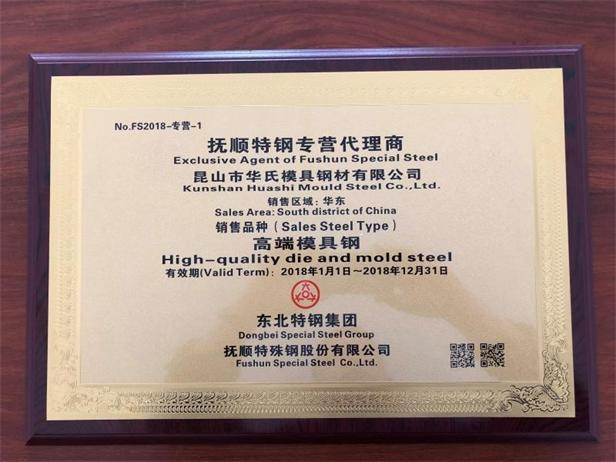 No.FS2018-专营-1
抚顺特钢专营代理商
Exclusive Agent of Fushun Special Steel
昆山市华氏模具钢材有限公司
Kunshan Huashi Mould Steel Co.,Ltd.
销售区域: 华东
Sales Area: South district of China
销售品种 ( Sales Steel Type )
高端模具钢
High-quality die and mold steel
有效期(Valid Term): 2018年1月1日～2018年12月31日
东北特钢集团
Dongbei Special Steel Group
抚顺特殊钢股份有限公司
Fushun Special Steel Co.,Ltd.